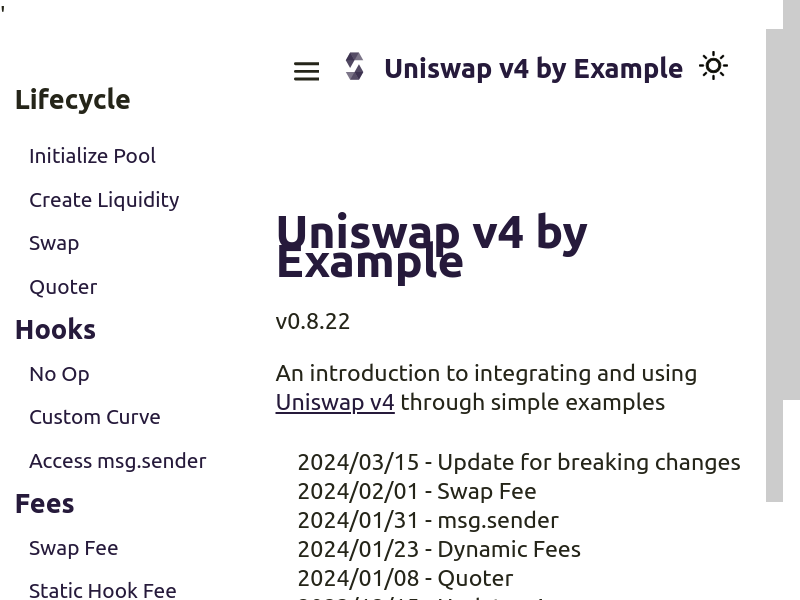 '
Uniswap v4 by Example
Lifecycle
Initialize Pool
Create Liquidity
Swap
Quoter
Hooks
No Op
Custom Curve
Access msg.sender
Fees
Swap Fee
Static Hook Fee
Uniswap v4 by
Example
v0.8.22
An introduction to integrating and using
Uniswap v4 through simple examples
2024/03/15 - Update for breaking changes
2024/02/01 - Swap Fee
2024/01/31 - msg.sender
2024/01/23 - Dynamic Fees
2024/01/08 - Quoter